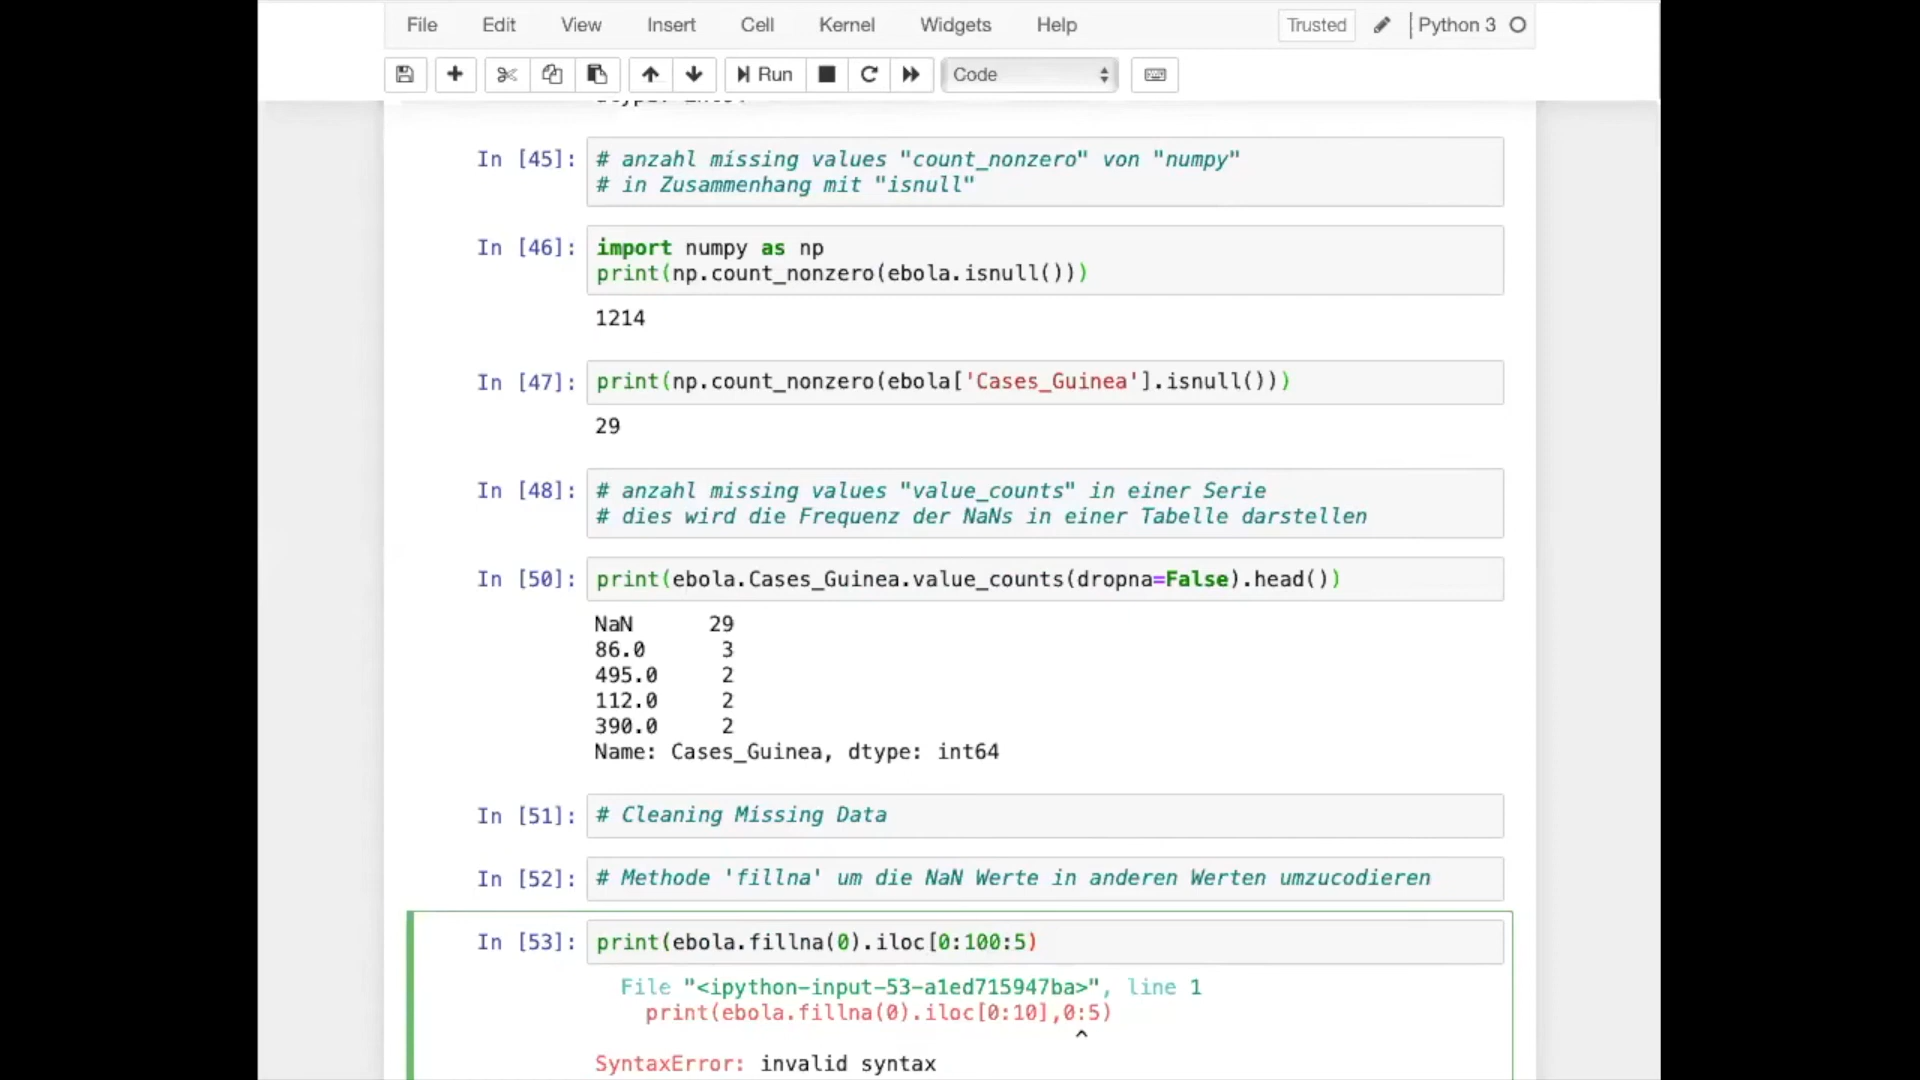 File Edit View Insert Cell Kernel Widgets Help Trusted Python 3
Run Code
In [45]: # anzahl missing values "count_nonzero" von "numpy"
# in Zusammenhang mit "isnull"
In [46]: import numpy as np
print(np.count_nonzero(ebola.isnull()))
1214
In [47]: print(np.count_nonzero(ebola['Cases_Guinea'].isnull()))
29
In [48]: # anzahl missing values "value_counts" in einer Serie
# dies wird die Frequenz der NaNs in einer Tabelle darstellen
In [50]: print(ebola.Cases_Guinea.value_counts(dropna=False).head())
NaN 29
86.0 3
495.0 2
112.0 2
390.0 2
Name: Cases_Guinea, dtype: int64
In [51]: # Cleaning Missing Data
In [52]: # Methode 'fillna' um die NaN Werte in anderen Werten umzucodieren
In [53]: print(ebola.fillna(0).iloc[0:100:5)
File "<ipython-input-53-a1ed715947ba>", line 1
print(ebola.fillna(0).iloc[0:10],0:5)
^
SyntaxError: invalid syntax